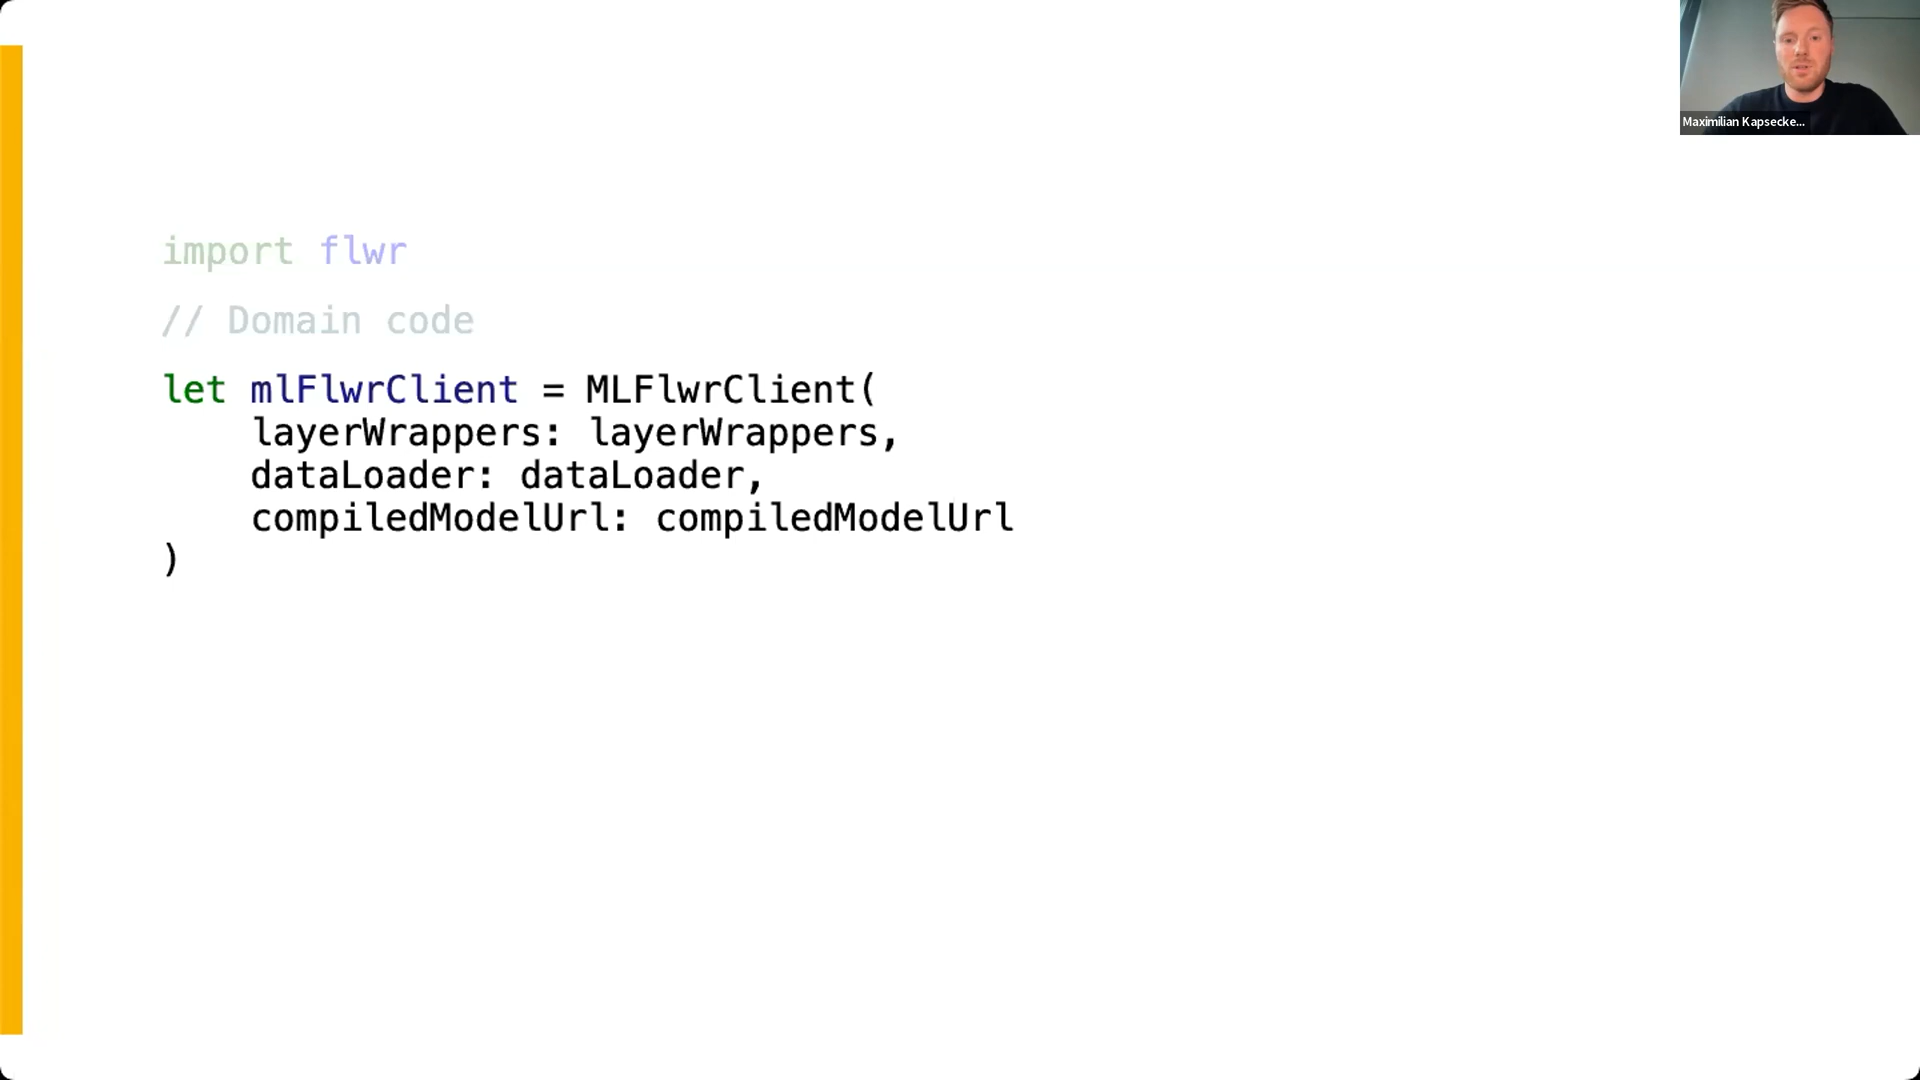 Maximilian Kapsecke...
import flwr
// Domain code
let mlFlwrClient = MLFlwrClient(
layerWrappers: layerWrappers,
dataLoader: dataLoader,
compiledModelUrl: compiledModelUrl
)